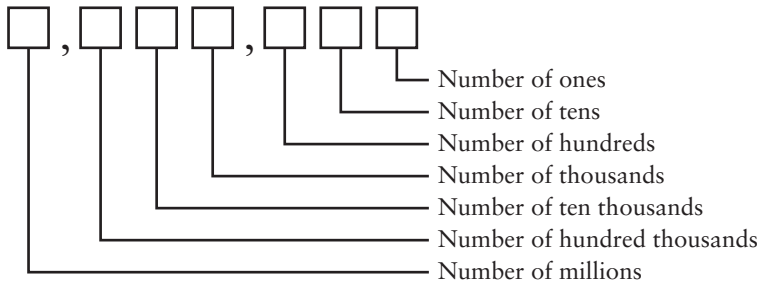 , ,
Number of ones
Number of tens
Number of hundreds
Number of thousands
Number of ten thousands
Number of hundred thousands
Number of millions